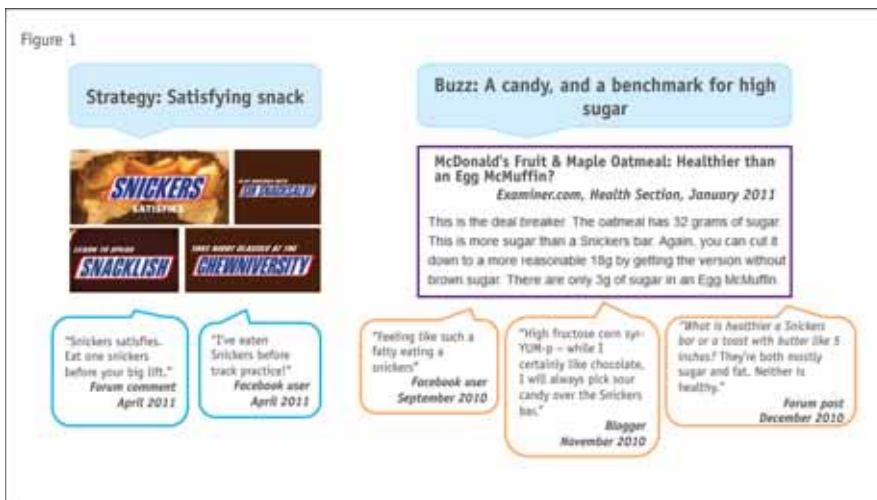 Figure 1
Strategy: Satisfying snack
SNICKERS
SATISFIES
LEARN TO SPEAK
SNACKLISH
TAKE NIGHT CLASSES AT THE
CHEWNIVERSITY
"Snickers satisfies.
Eat one snickers
before your big lift."
Forum comment
April 2011
"I've eaten
Snickers before
track practice!"
Facebook user
April 2011
Buzz: A candy, and a benchmark for high
sugar
McDonald's Fruit & Maple Oatmeal: Healthier than
an Egg McMuffin?
Examiner.com, Health Section, January 2011
This is the deal breaker. The oatmeal has 32 grams of sugar.
This is more sugar than a Snickers bar. Again, you can cut it
down to a more reasonable 18g by getting the version without
brown sugar. There are only 3g of sugar in an Egg McMuffin.
"Feeling like such a
fatty eating a
snickers"
Facebook user
September 2010
"High fructose corn syr-
YUM-p – while I
certainly like chocolate,
I will always pick sour
candy over the Snickers
bar."
Blogger
November 2010
"What is healthier a Snickers
bar or a toast with butter like 5
inches? They're both mostly
sugar and fat. Neither is
healthy."
Forum post
December 2010